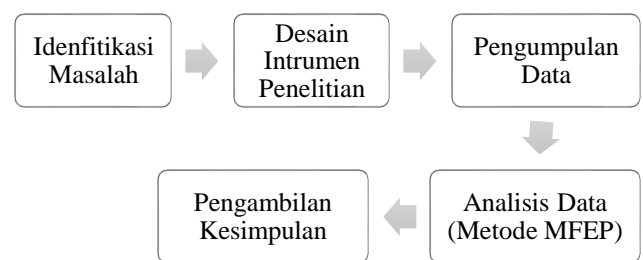 Idenfitikasi
Masalah
Desain
Intrumen
Penelitian
Pengumpulan
Data
Analisis Data
(Metode MFEP)
Pengambilan
Kesimpulan